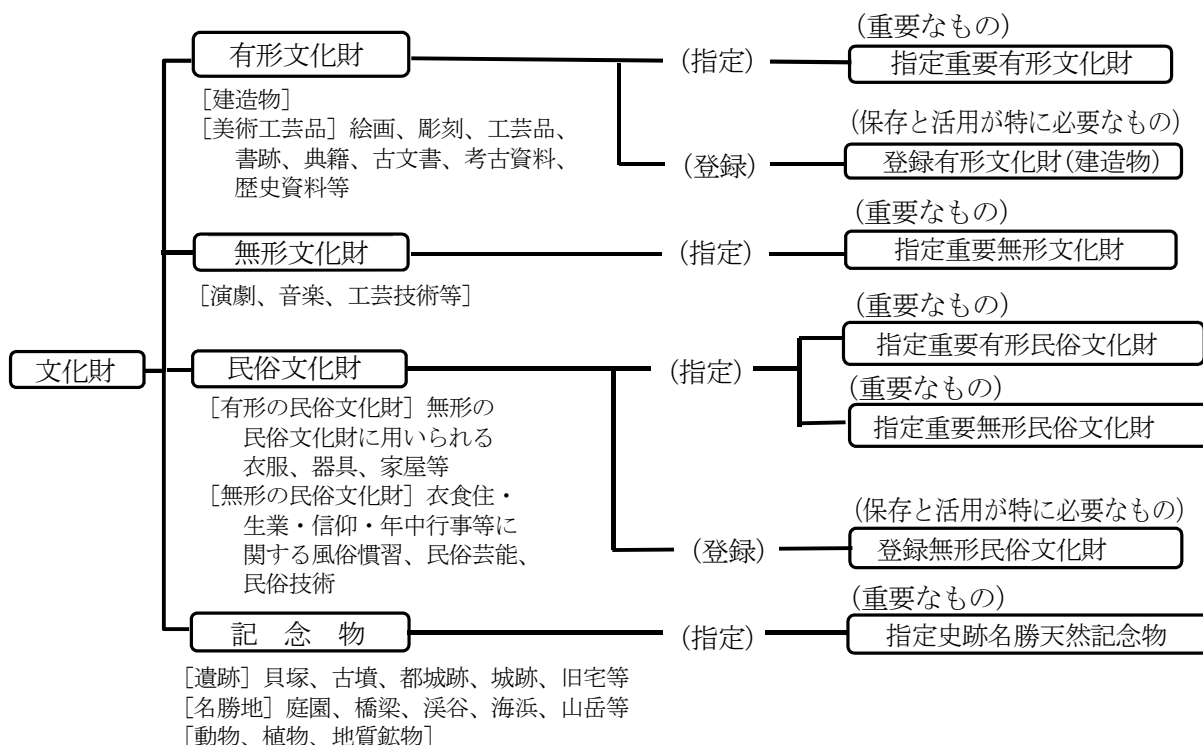 (重要なもの)
有形文化財 (指定) 指定重要有形文化財
[建造物]
[美術工芸品] 絵画、彫刻、工芸品、
書跡、典籍、古文書、考古資料、
歴史資料等
(保存と活用が特に必要なもの)
(登録) 登録有形文化財(建造物)
(重要なもの)
無形文化財 (指定) 指定重要無形文化財
[演劇、音楽、工芸技術等]
(重要なもの)
指定重要有形民俗文化財
文化財 民俗文化財 (指定)
(重要なもの)
指定重要無形民俗文化財
[有形の民俗文化財] 無形の
民俗文化財に用いられる
衣服、器具、家屋等
[無形の民俗文化財] 衣食住・
生業・信仰・年中行事等に
関する風俗慣習、民俗芸能、
民俗技術
(保存と活用が特に必要なもの)
(登録) 登録無形民俗文化財
(重要なもの)
記 念 物 (指定) 指定史跡名勝天然記念物
[遺跡] 貝塚、古墳、都城跡、城跡、旧宅等
[名勝地] 庭園、橋梁、渓谷、海浜、山岳等
[動物、植物、地質鉱物]